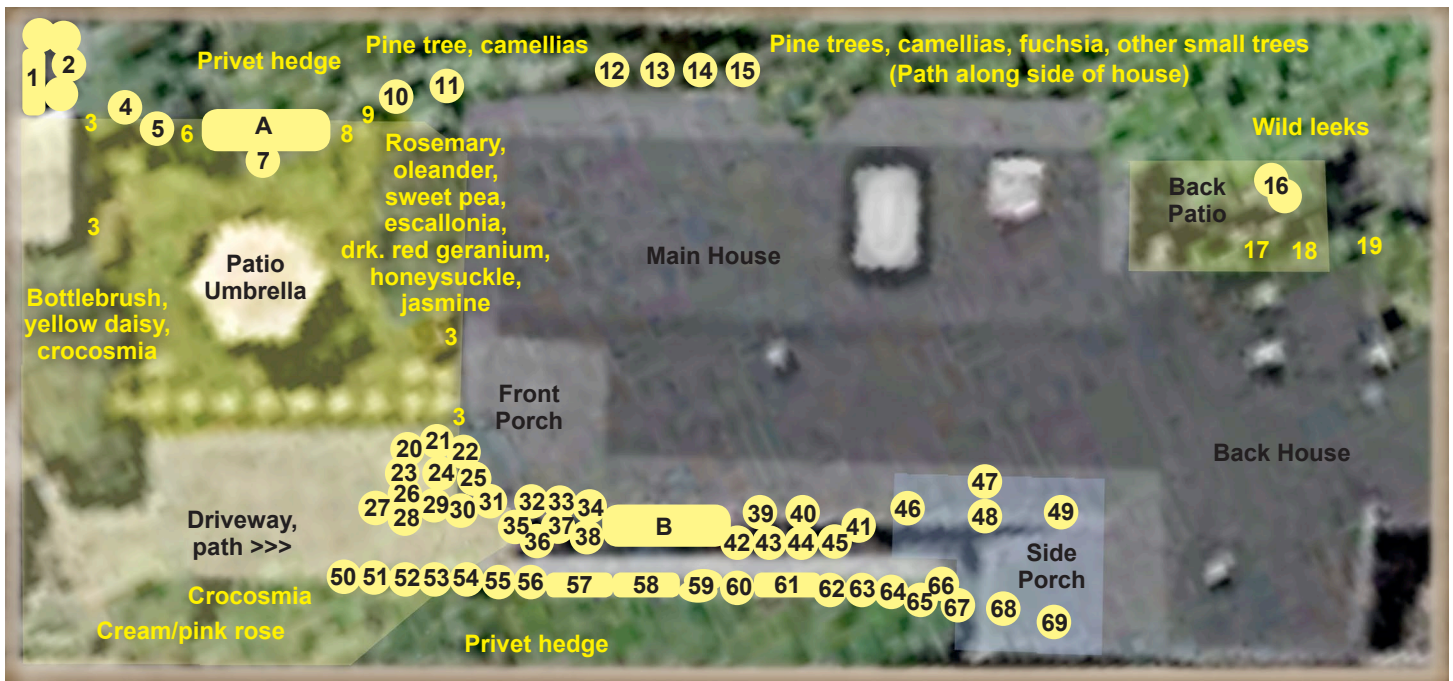 Privet hedge
Pine tree, camellias
Pine trees, camellias, fuchsia, other small trees
(Path along side of house)
1
2
3
4
5
6
A
7
8
9
10
11
12
13
14
15
Rosemary,
oleander,
sweet pea,
escallonia,
drk. red geranium,
honeysuckle,
jasmine
Wild leeks
Back
Patio
16
17
18
19
3
Patio
Umbrella
Main House
Bottlebrush,
yellow daisy,
crocosmia
3
3
Front
Porch
Back House
20
21
22
23
24
25
26
27
28
29
30
31
32
33
34
35
36
37
38
B
39
40
41
42
43
44
45
46
47
48
49
Driveway,
path >>>
Side
Porch
50
51
52
53
54
55
56
57
58
59
60
61
62
63
64
65
66
67
68
69
Crocosmia
Cream/pink rose
Privet hedge